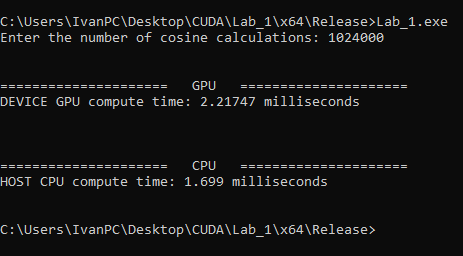 C:\Users\IvanPC\Desktop\CUDA\Lab_1\x64\Release>Lab_1.exe
Enter the number of cosine calculations: 1024000
=====================   GPU   =====================
DEVICE GPU compute time: 2.21747 milliseconds
=====================   CPU   =====================
HOST CPU compute time: 1.699 milliseconds
C:\Users\IvanPC\Desktop\CUDA\Lab_1\x64\Release>